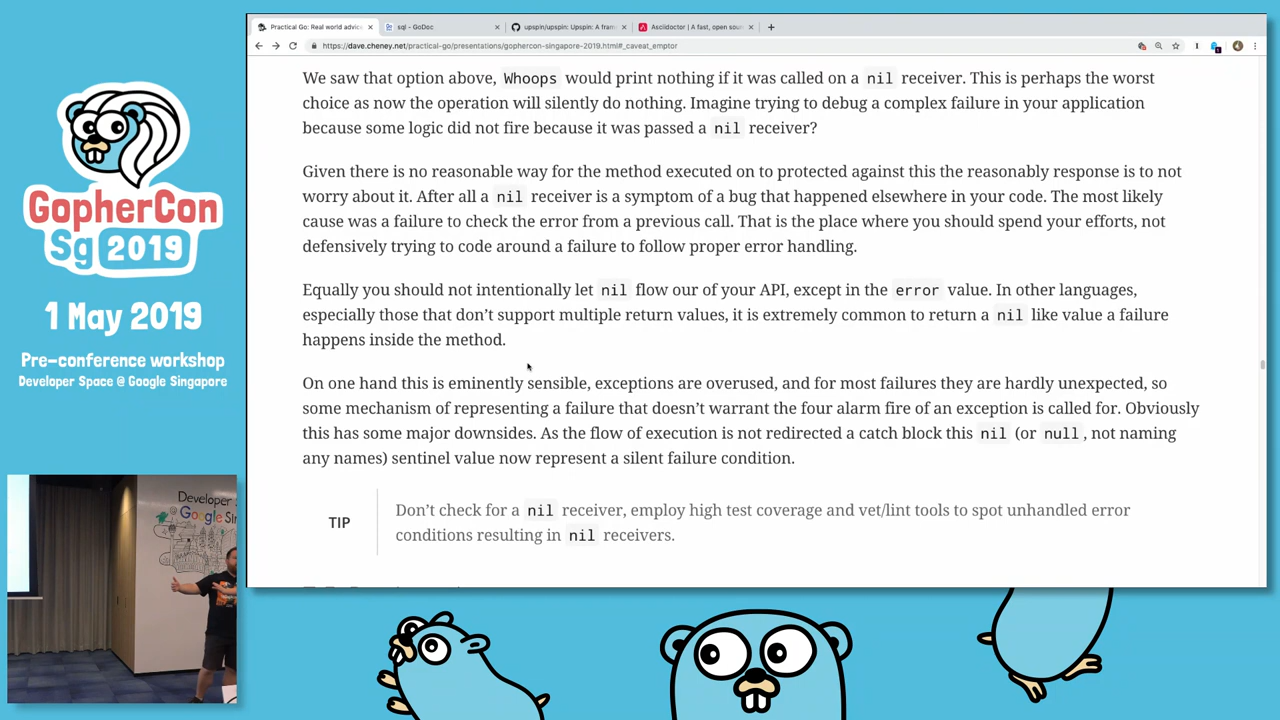 GopherCon
Sg 2019
1 May 2019
Pre-conference workshop
Developer Space @ Google Singapore
Developer S
Google Sin
Practical Go: Real world advic
sql - GoDoc
upspin/upspin: Upspin: A fram
Asciidoctor | A fast, open sour
https://dave.cheney.net/practical-go/presentations/gophercon-singapore-2019.html#_caveat_emptor
We saw that option above, Whoops would print nothing if it was called on a nil receiver. This is perhaps the worst
choice as now the operation will silently do nothing. Imagine trying to debug a complex failure in your application
because some logic did not fire because it was passed a nil receiver?
Given there is no reasonable way for the method executed on to protected against this the reasonably response is to not
worry about it. After all a nil receiver is a symptom of a bug that happened elsewhere in your code. The most likely
cause was a failure to check the error from a previous call. That is the place where you should spend your efforts, not
defensively trying to code around a failure to follow proper error handling.
Equally you should not intentionally let nil flow our of your API, except in the error value. In other languages,
especially those that don’t support multiple return values, it is extremely common to return a nil like value a failure
happens inside the method.
On one hand this is eminently sensible, exceptions are overused, and for most failures they are hardly unexpected, so
some mechanism of representing a failure that doesn’t warrant the four alarm fire of an exception is called for. Obviously
this has some major downsides. As the flow of execution is not redirected a catch block this nil (or null, not naming
any names) sentinel value now represent a silent failure condition.
TIP
Don’t check for a nil receiver, employ high test coverage and vet/lint tools to spot unhandled error
conditions resulting in nil receivers.